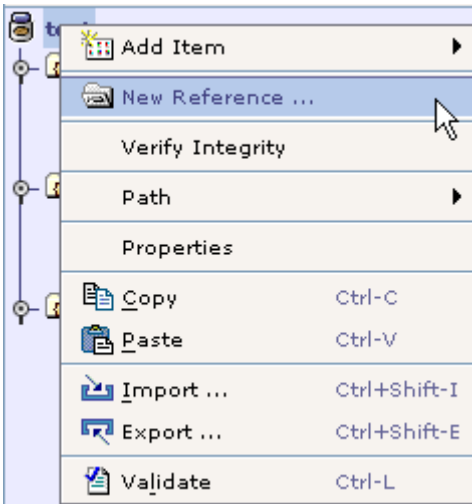 Add Item
New Reference ...
Verify Integrity
Path
Properties
Copy Ctrl-C
Paste Ctrl-V
Import ... Ctrl+Shift-I
Export ... Ctrl+Shift-E
Validate Ctrl-L